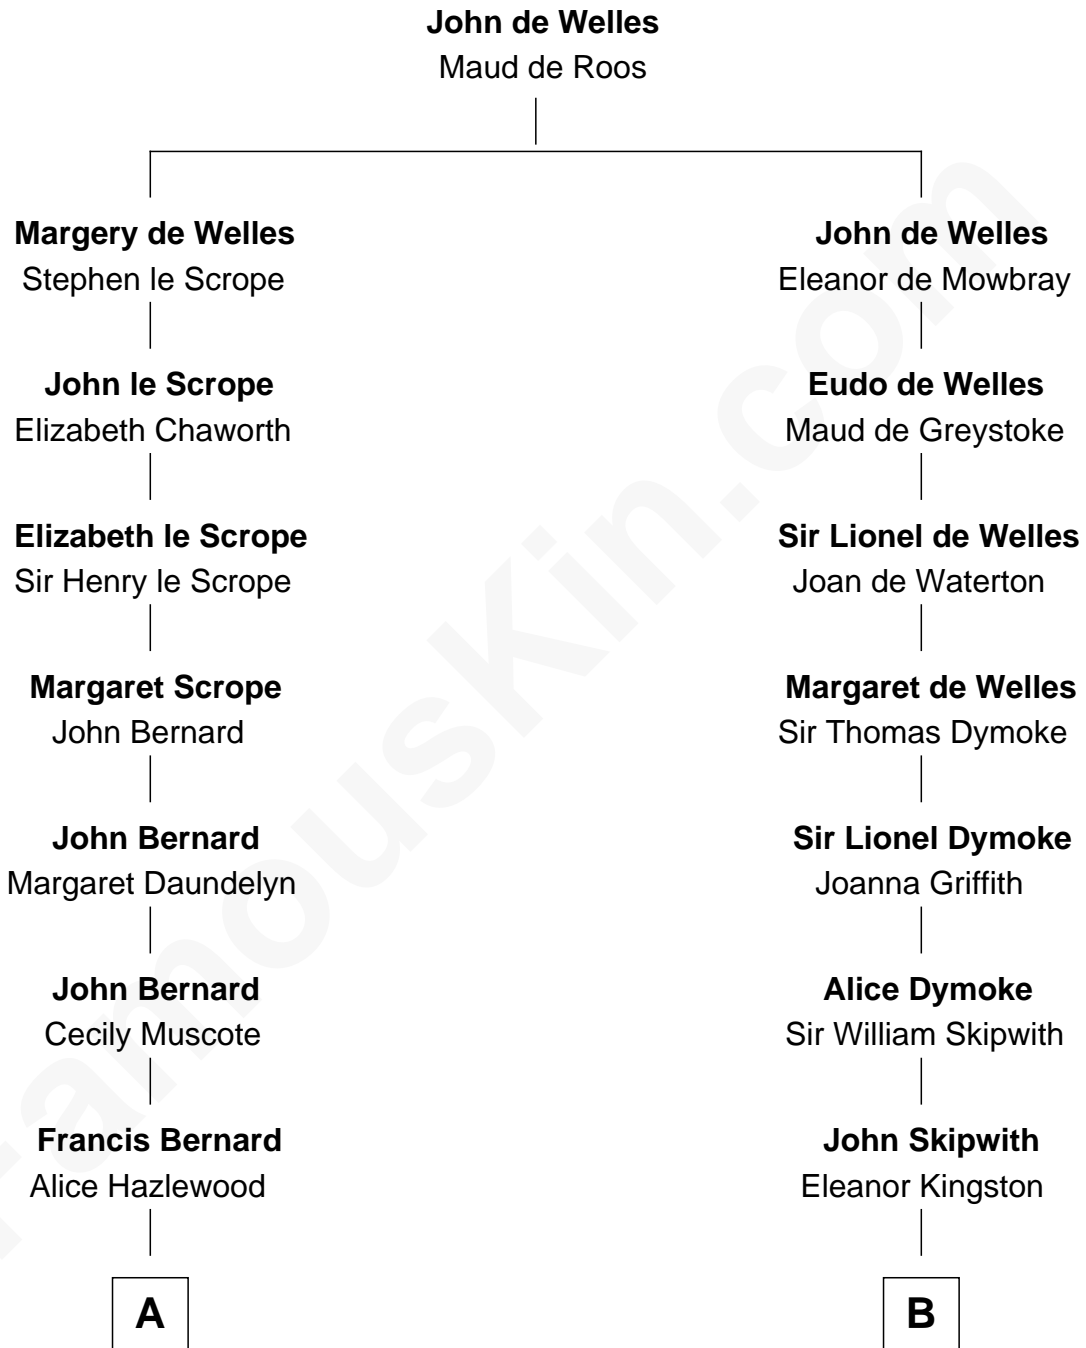 John de Welles
Maud de Roos
Margery de Welles
Stephen le Scrope
John de Welles
Eleanor de Mowbray
John le Scrope
Elizabeth Chaworth
Eudo de Welles
Maud de Greystoke
Elizabeth le Scrope
Sir Henry le Scrope
Sir Lionel de Welles
Joan de Waterton
Margaret Scrope
John Bernard
Margaret de Welles
Sir Thomas Dymoke
John Bernard
Margaret Daundelyn
Sir Lionel Dymoke
Joanna Griffith
John Bernard
Cecily Muscote
Alice Dymoke
Sir William Skipwith
Francis Bernard
Alice Hazlewood
John Skipwith
Eleanor Kingston
A
B
FamousKin.com